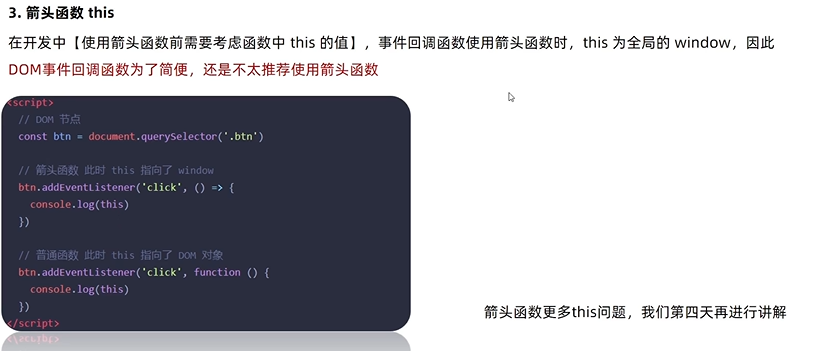 3. 箭头函数 this
在开发中【使用箭头函数前需要考虑函数中 this 的值】，事件回调函数使用箭头函数时，this 为全局的 window，因此
DOM事件回调函数为了简便，还是不太推荐使用箭头函数
<script>
// DOM 节点
const btn = document.querySelector('.btn')
// 箭头函数 此时 this 指向了 window
btn.addEventListener('click', () => {
console.log(this)
})
// 普通函数 此时 this 指向了 DOM 对象
btn.addEventListener('click', function () {
console.log(this)
})
</script>
箭头函数更多this问题，我们第四天再进行讲解